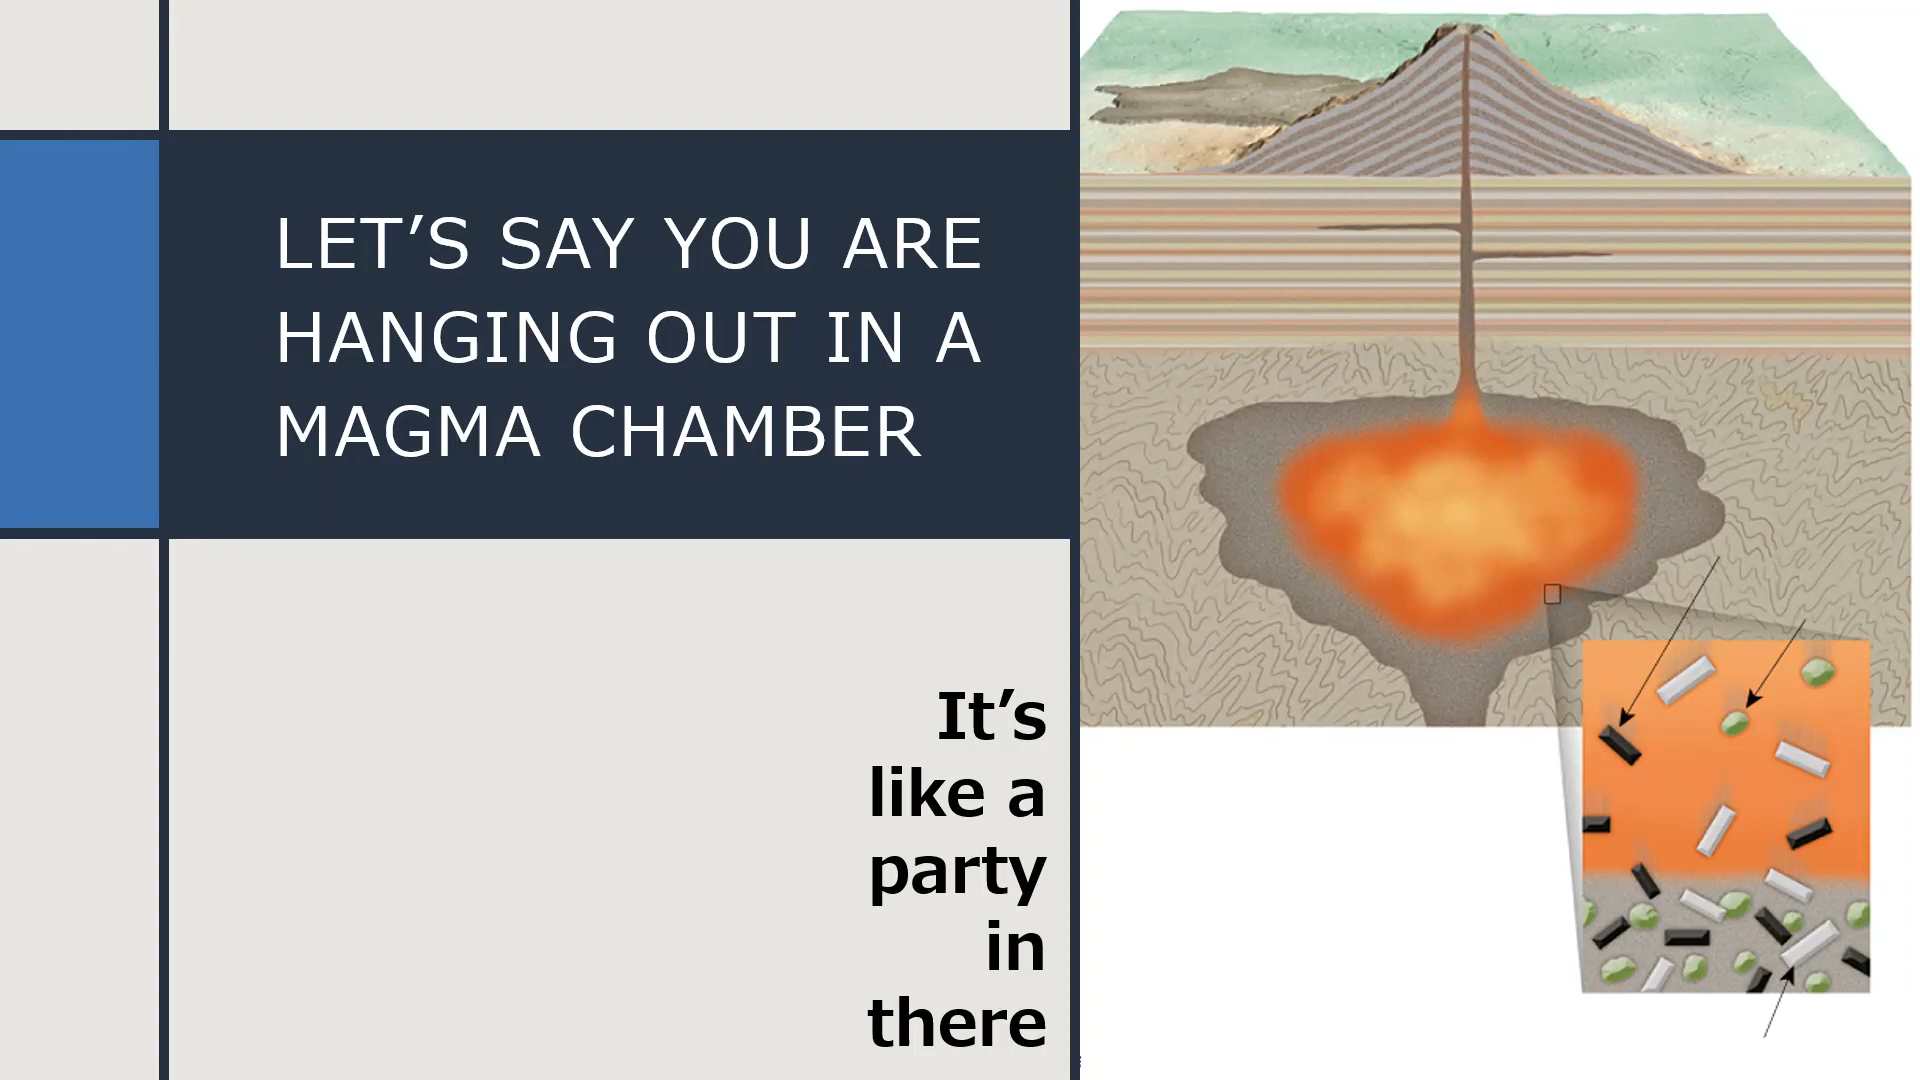 LET’S SAY YOU ARE
HANGING OUT IN A
MAGMA CHAMBER
It’s
like a
party
in
there